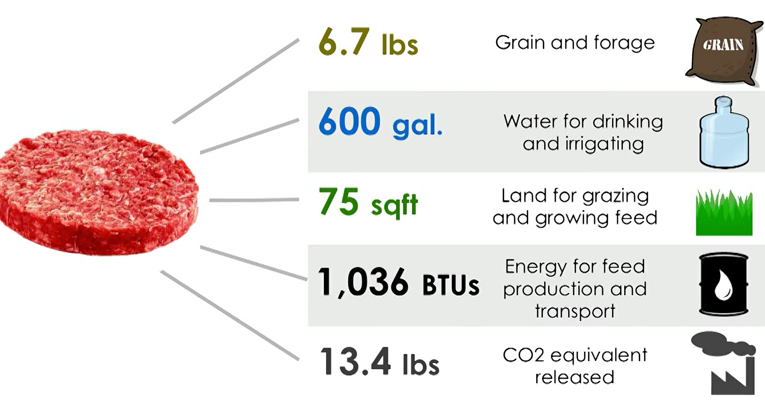 6.7 lbs
Grain and forage
GRAIN
600 gal.
Water for drinking
and irrigating
75 sqft
Land for grazing
and growing feed
1,036 BTUs
Energy for feed
production and
transport
13.4 lbs
CO2 equivalent
released